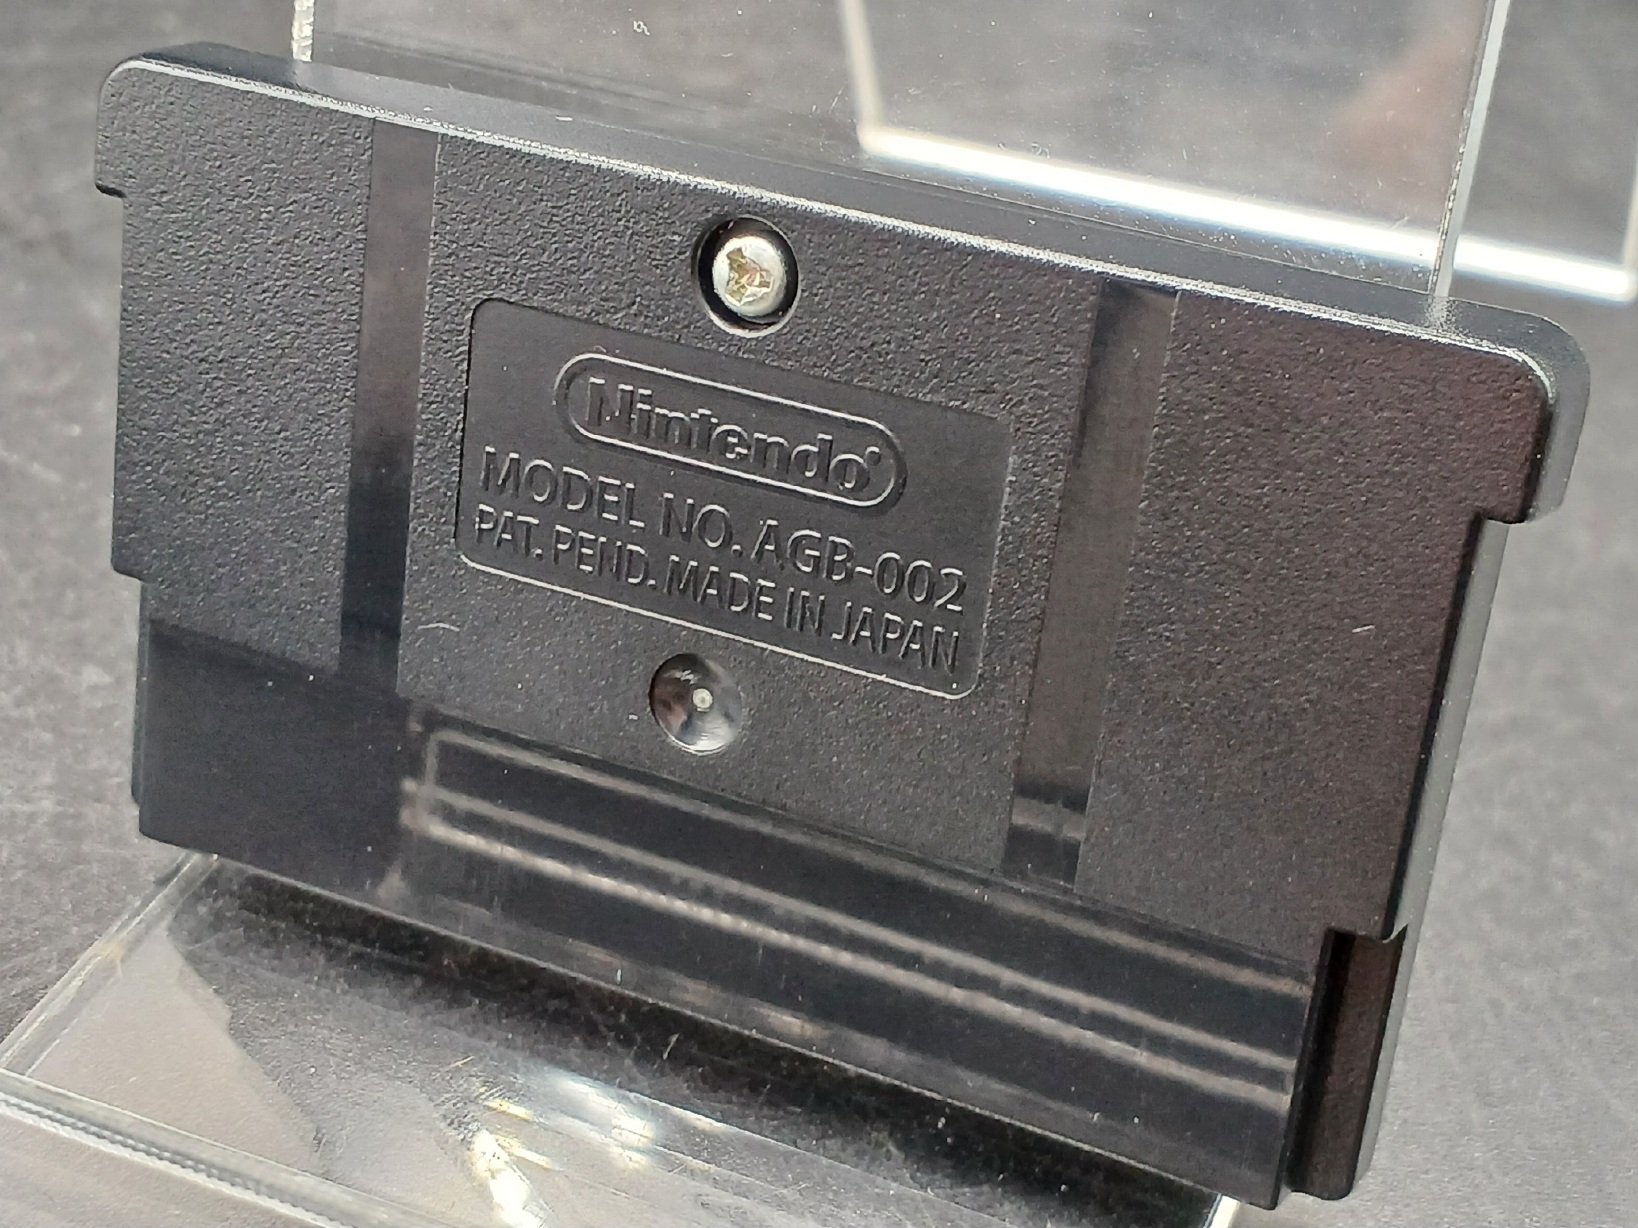 Nintendo
MODEL NO. AGB-002
PAT. PEND. MADE IN JAPAN